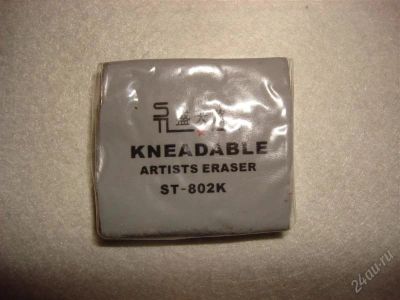 KNEADABLE
ARTISTS ERASER
ST-802K
24au.ru